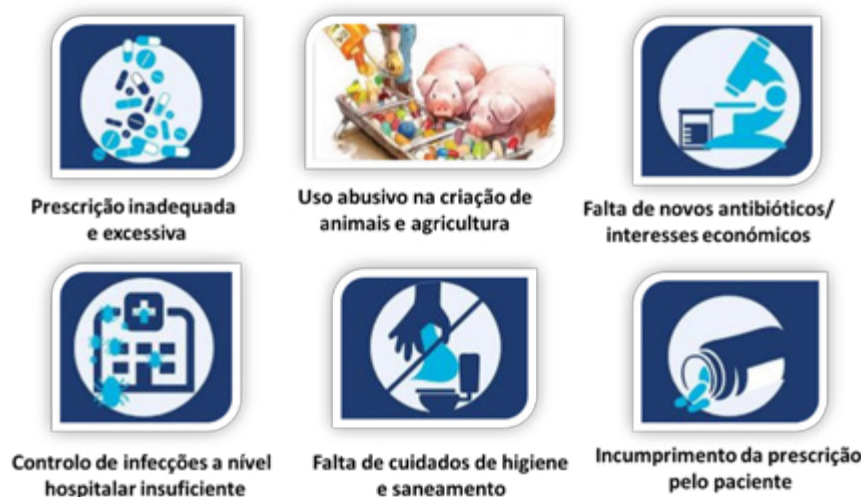 Prescrição inadequada
e excessiva
Uso abusivo na criação de
animais e agricultura
Falta de novos antibióticos/
interesses económicos
Controlo de infecções a nível
hospitalar insuficiente
Falta de cuidados de higiene
e saneamento
Incumprimento da prescrição
pelo paciente